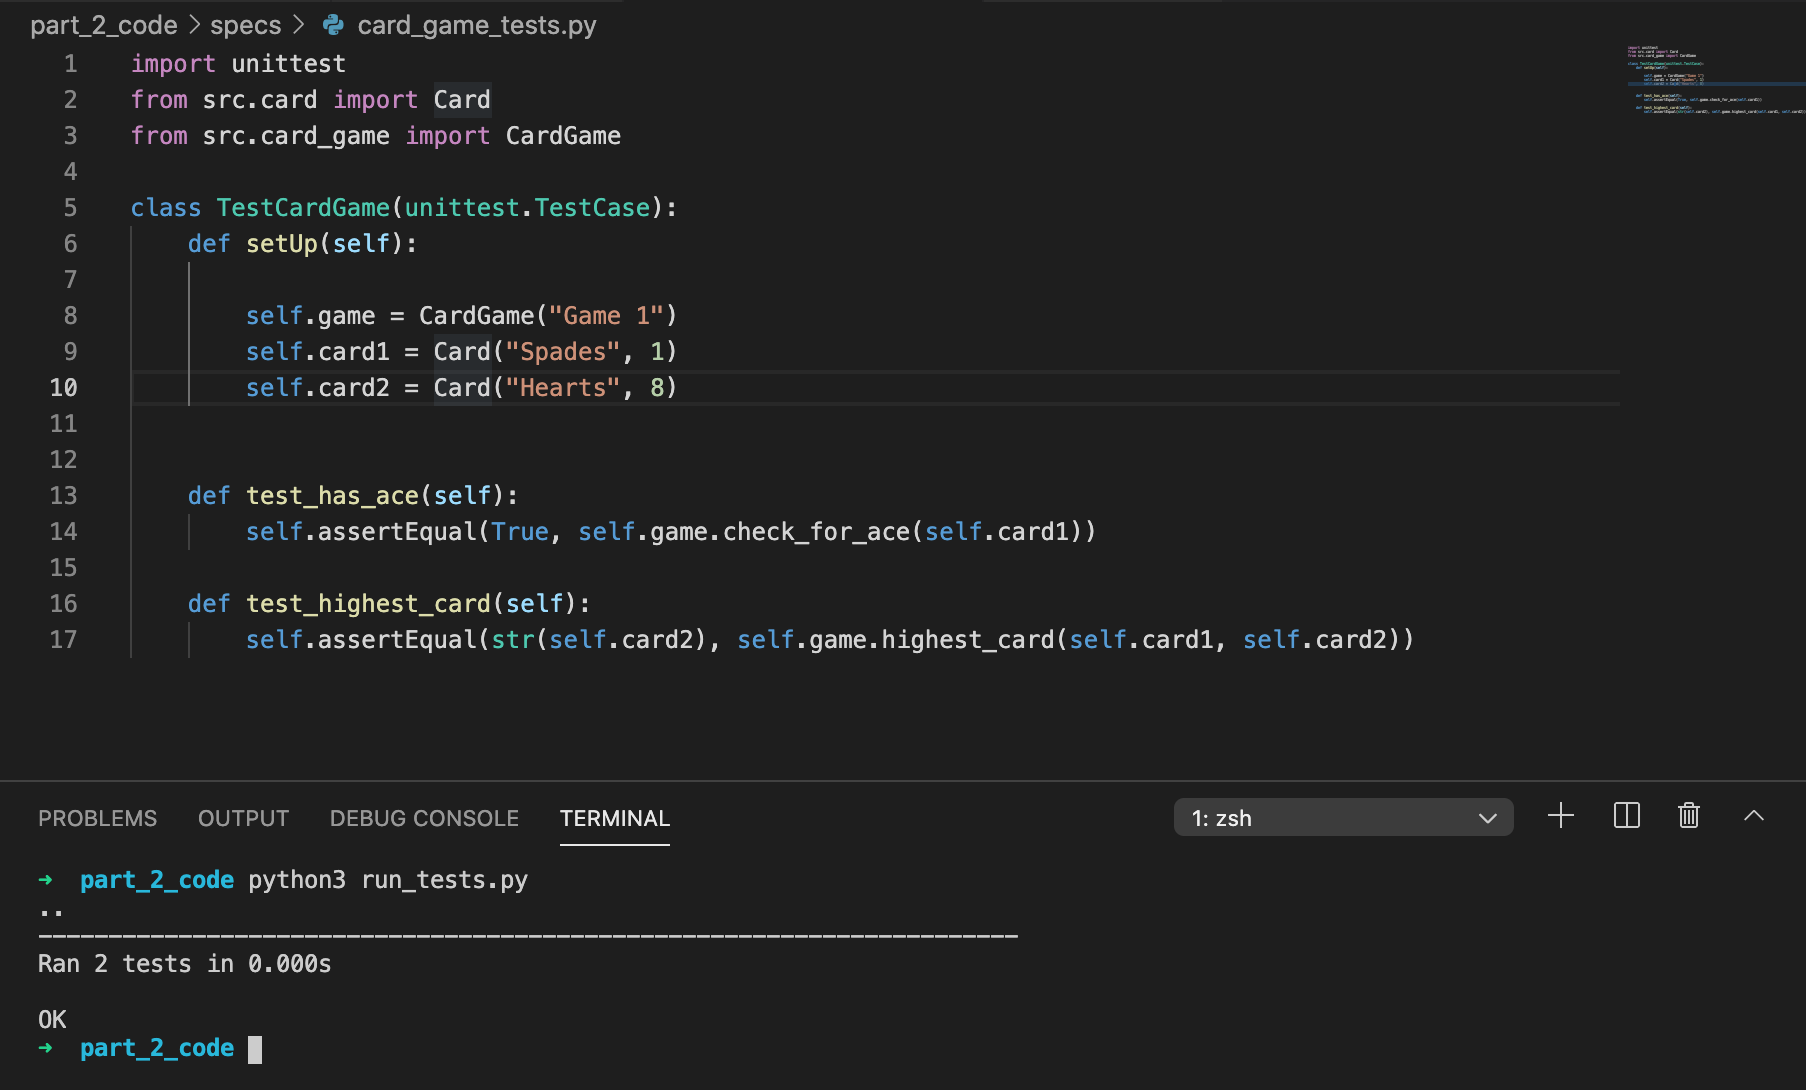 part_2_code > specs > card_game_tests.py
1 import unittest
2 from src.card import Card
3 from src.card_game import CardGame
4
5 class TestCardGame(unittest.TestCase):
6     def setUp(self):
7
8         self.game = CardGame("Game 1")
9         self.card1 = Card("Spades", 1)
10         self.card2 = Card("Hearts", 8)
11
12
13     def test_has_ace(self):
14         self.assertEqual(True, self.game.check_for_ace(self.card1))
15
16     def test_highest_card(self):
17         self.assertEqual(str(self.card2), self.game.highest_card(self.card1, self.card2))
PROBLEMS OUTPUT DEBUG CONSOLE TERMINAL 1: zsh
➜ part_2_code python3 run_tests.py
..
----------------------------------------------------------------------
Ran 2 tests in 0.000s

OK
➜ part_2_code